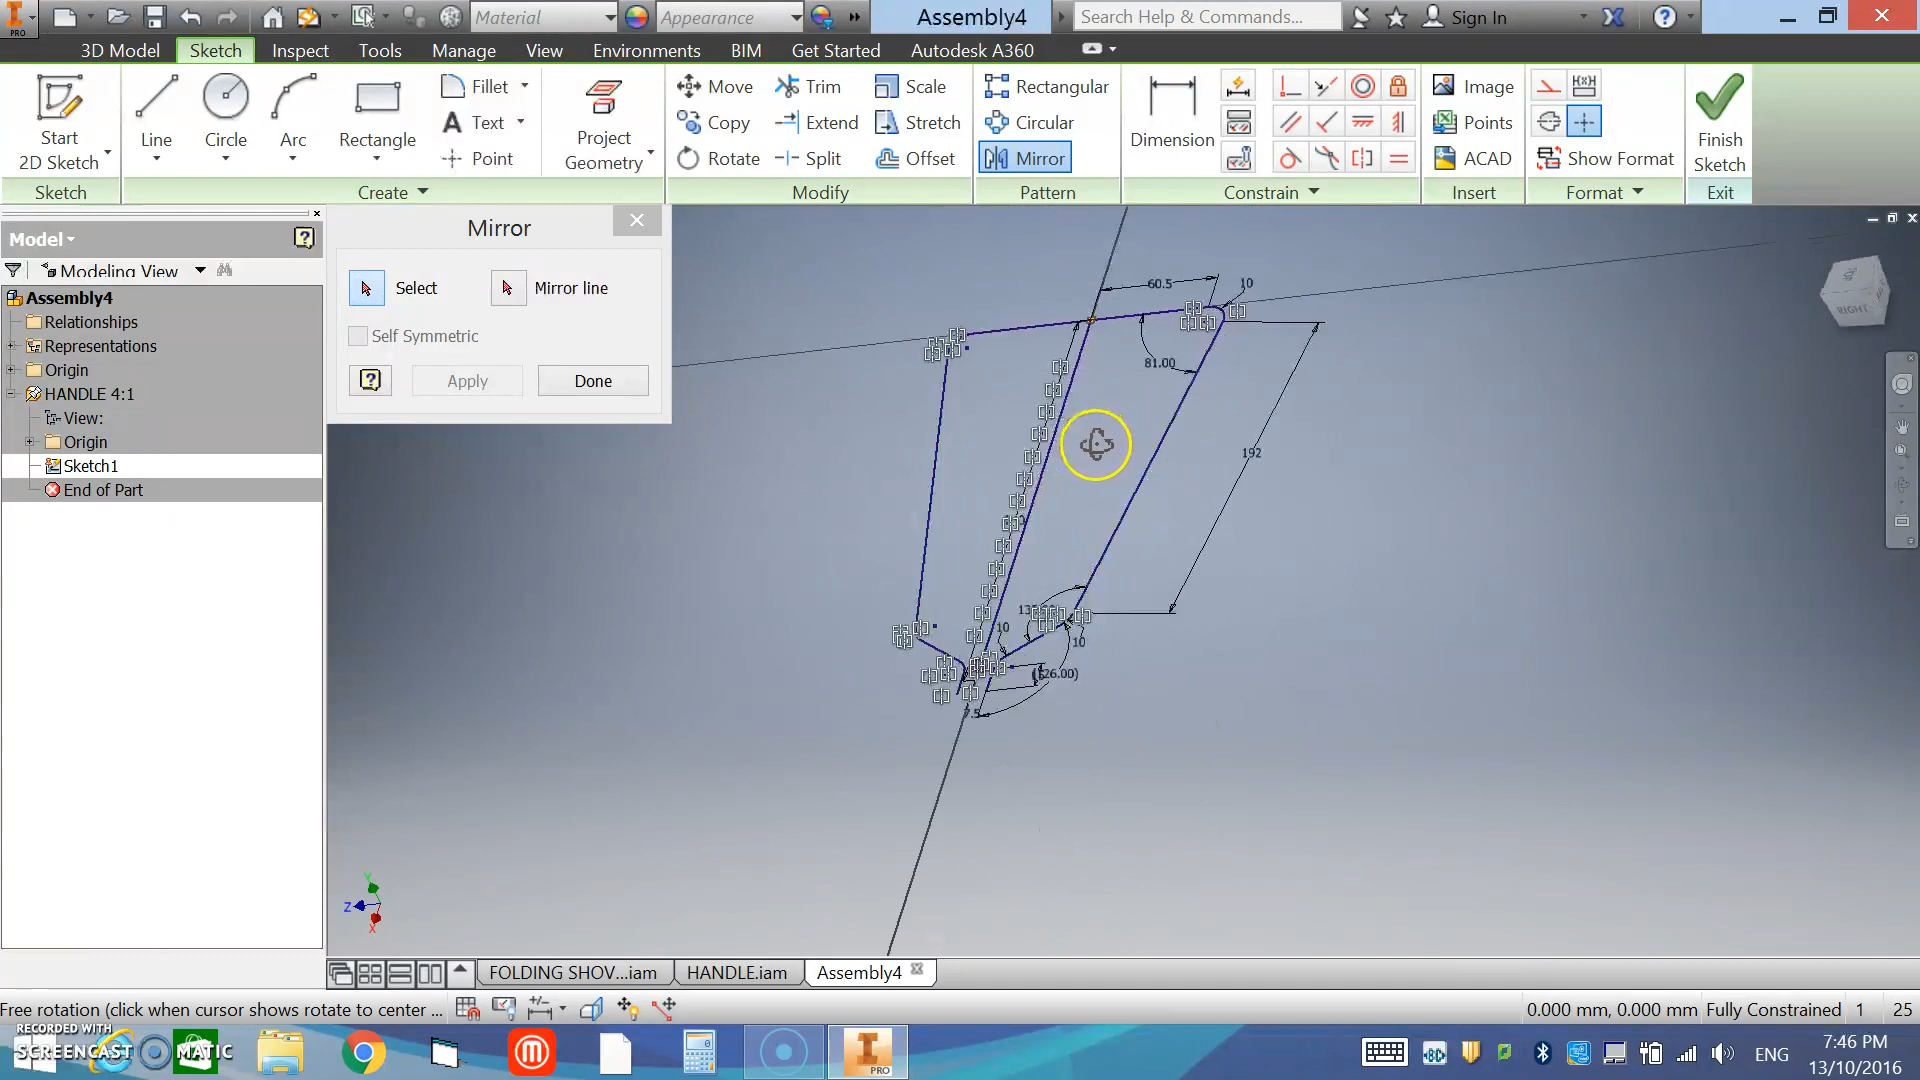 PRO
Material
Appearance
Assembly4
Search Help & Commands...
Sign In
3D Model
Sketch
Inspect
Tools
Manage
View
Environments
BIM
Get Started
Autodesk A360
Start
2D Sketch
Line
Circle
Arc
Rectangle
Fillet
Text
Point
Project
Geometry
Move
Copy
Rotate
Trim
Extend
Split
Scale
Stretch
Offset
Rectangular
Circular
Mirror
Dimension
Image
Points
ACAD
Show Format
Finish
Sketch
Sketch
Create
Modify
Pattern
Constrain
Insert
Format
Exit
Model
Modeling View
Assembly4
Relationships
Representations
Origin
HANDLE 4:1
View:
Origin
Sketch1
End of Part
Mirror
Select
Mirror line
Self Symmetric
Apply
Done
60.5
10
81.00
192
10
10
7.5
RIGHT
Y
Z
X
FOLDING SHOV...iam
HANDLE.iam
Assembly4
Free rotation (click when cursor shows rotate to center ...
0.000 mm, 0.000 mm
Fully Constrained
1
25
RECORDED WITH
SCREENCAST MATIC
PRO
ENG
7:46 PM
13/10/2016